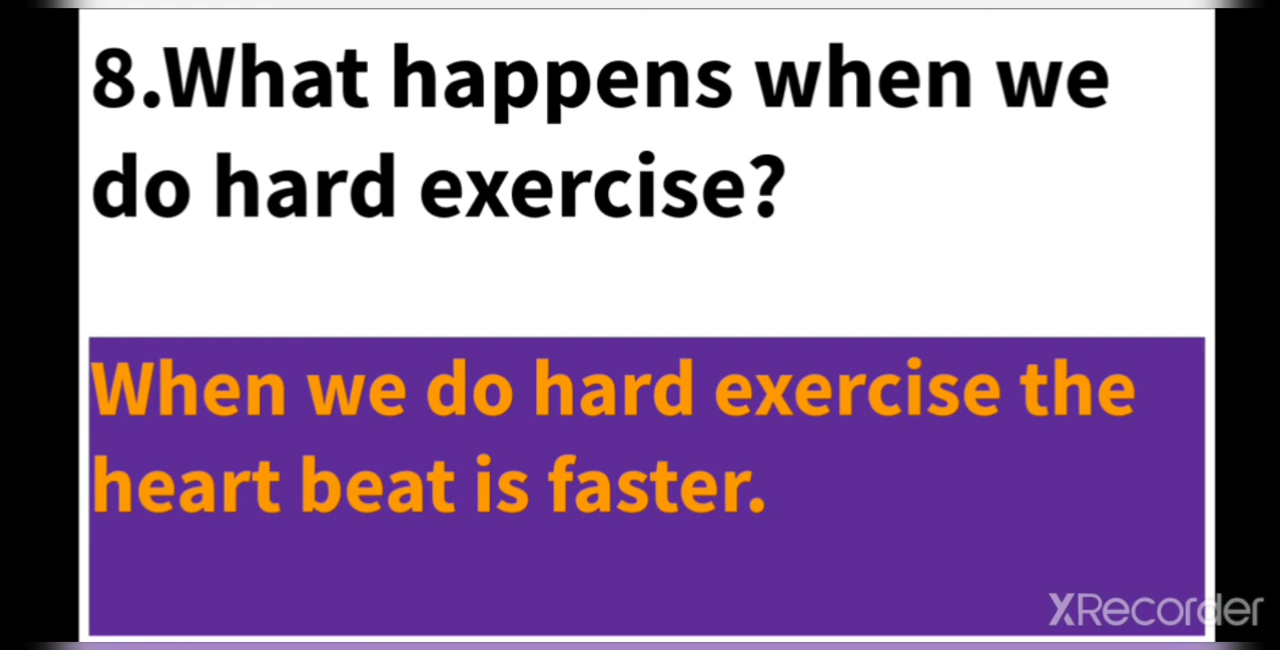 8.What happens when we
do hard exercise?
When we do hard exercise the
heart beat is faster.
XRecorder